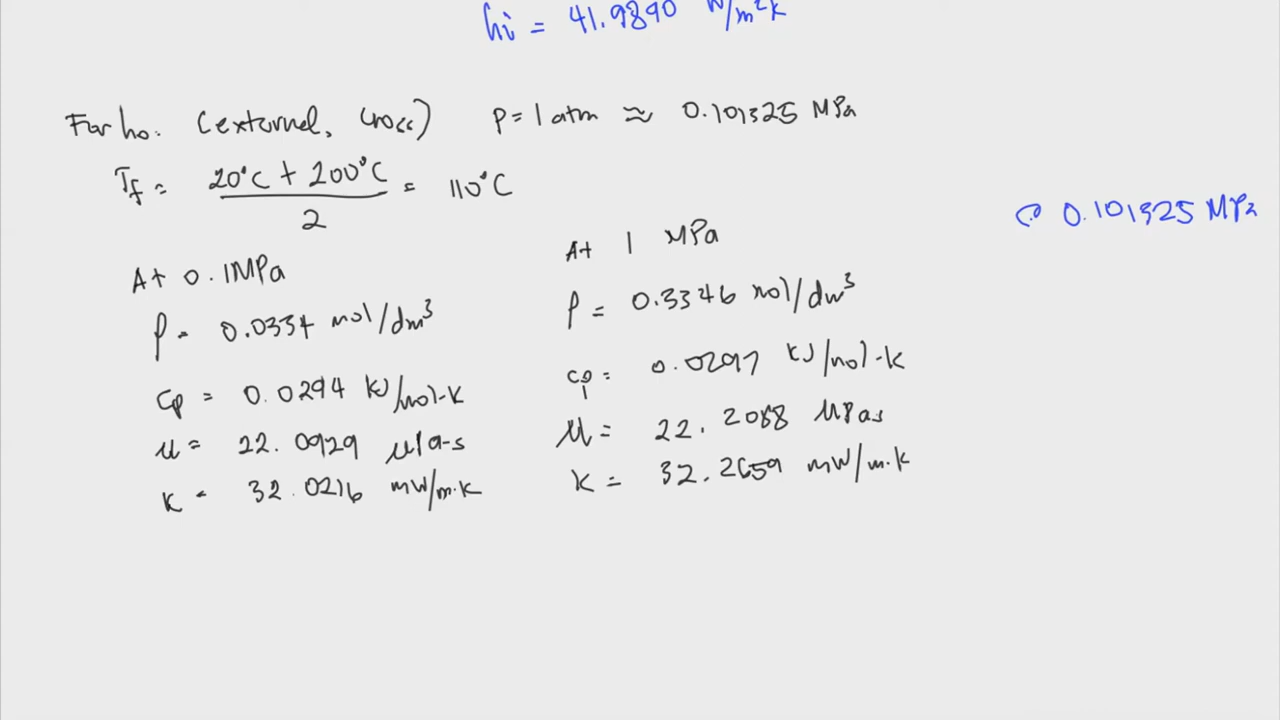 hi = 41.9890 W/m²K
For ho. (external, cross) P = 1 atm ≈ 0.101325 MPa
Tf = (20°C + 200°C) / 2 = 110°C
@ 0.101325 MPa
At 0.1MPa
ρ = 0.0334 mol/dm³
Cp = 0.0294 kJ/mol-K
μ = 22.0929 μPa-s
K = 32.0216 mW/m·K
At 1 MPa
ρ = 0.3346 mol/dm³
Cp = 0.0297 kJ/mol-K
μ = 22.2088 μPa·s
K = 32.2659 mW/m·K